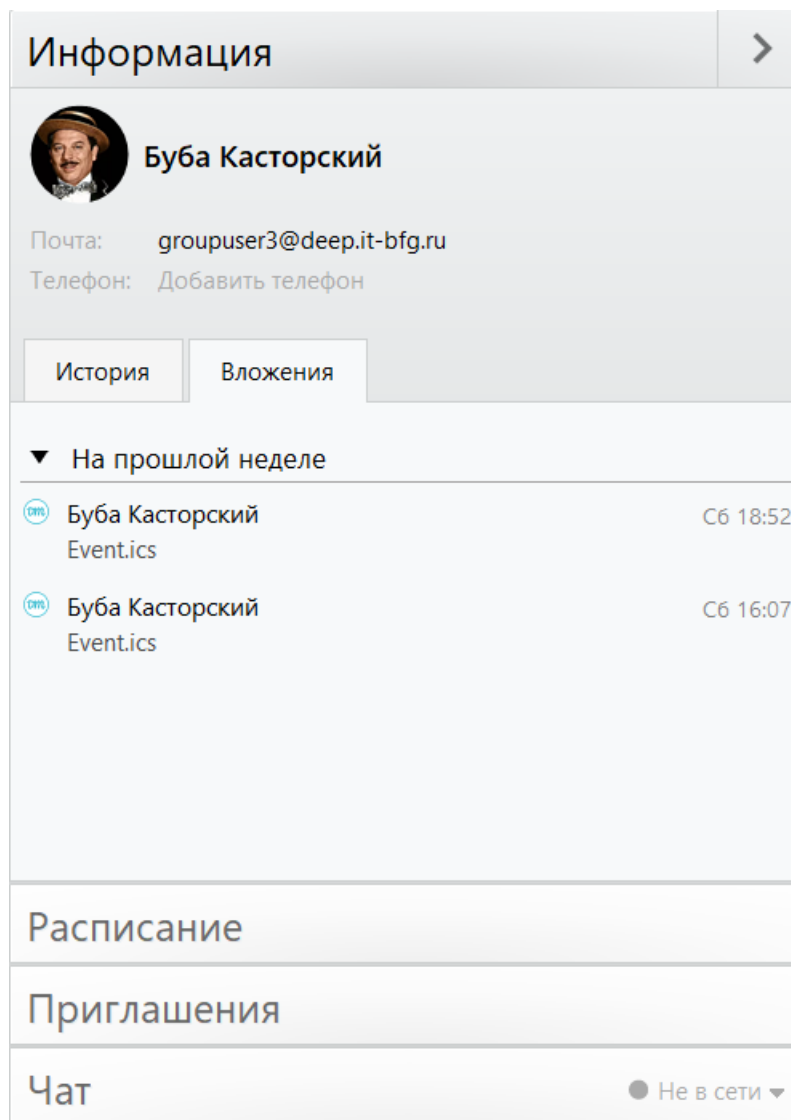 Информация
Буба Касторский
Почта: groupuser3@deep.it-bfg.ru
Телефон: Добавить телефон
История Вложения
На прошлой неделе
Буба Касторский Сб 18:52
Event.ics
Буба Касторский Сб 16:07
Event.ics
Расписание
Приглашения
Чат Не в сети